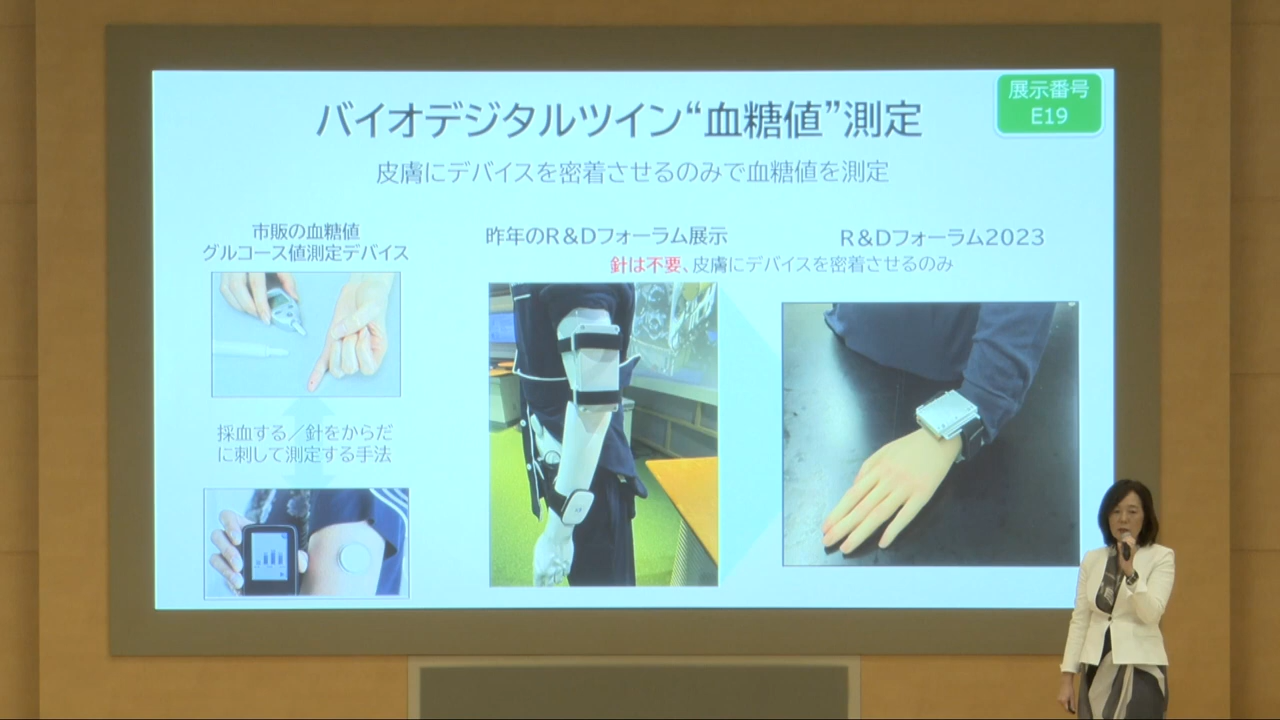 バイオデジタルツイン“血糖値”測定
展示番号
E19
皮膚にデバイスを密着させるのみで血糖値を測定
市販の血糖値
グルコース値測定デバイス
昨年のR&Dフォーラム展示
R&Dフォーラム2023
針は不要、皮膚にデバイスを密着させるのみ
採血する／針をからだ
に刺して測定する手法